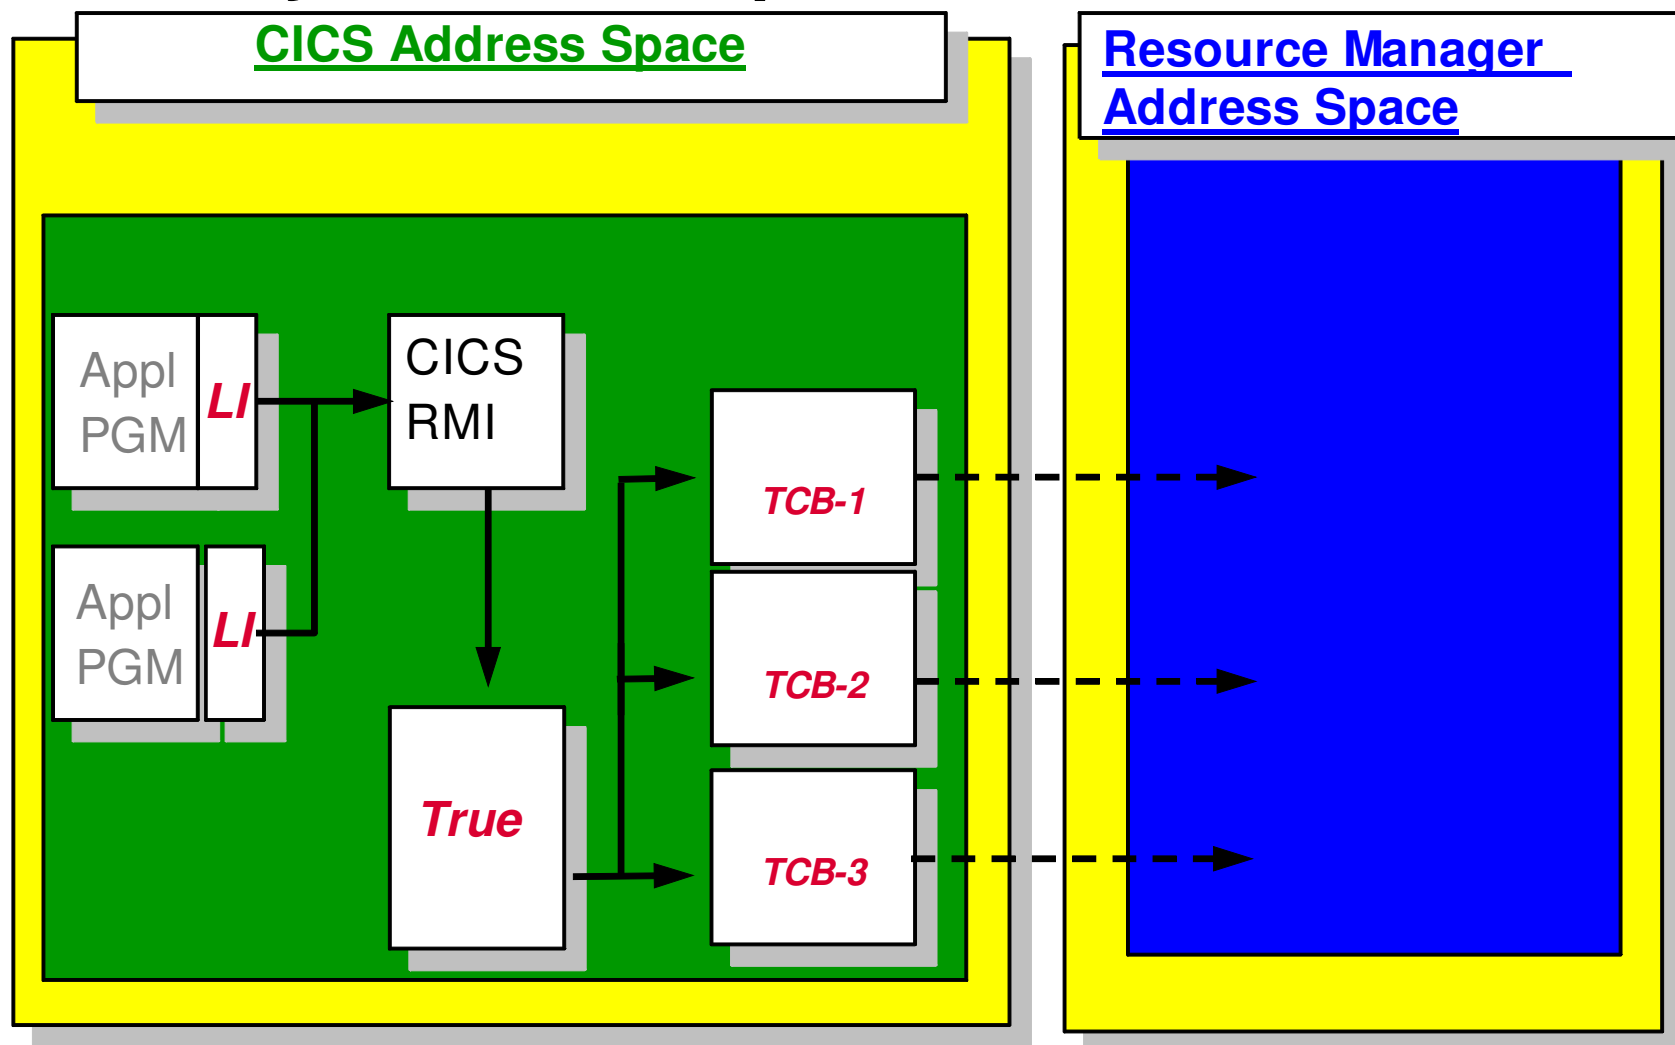 CICS Address Space
Resource Manager
Address Space
Appl
PGM
LI
CICS
RMI
Appl
PGM
LI
True
TCB-1
TCB-2
TCB-3